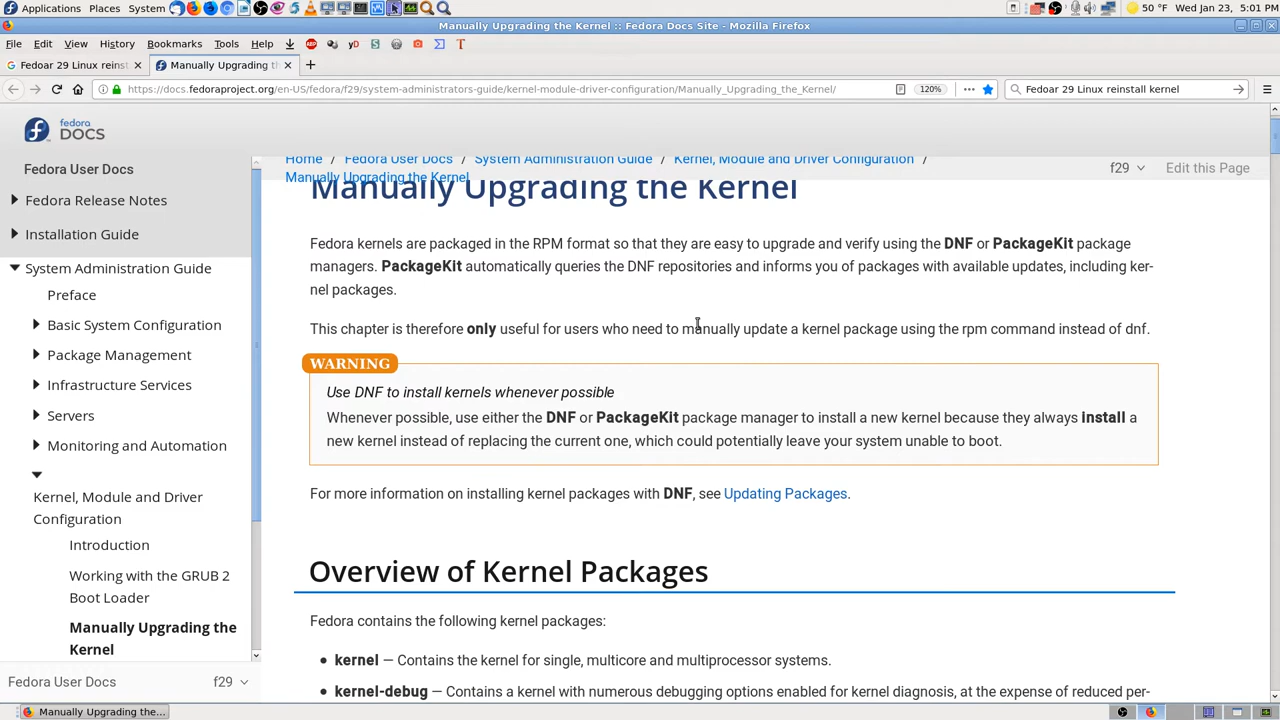 Applications Places System 50 °F Wed Jan 23, 5:01 PM
Manually Upgrading the Kernel :: Fedora Docs Site - Mozilla Firefox
File Edit View History Bookmarks Tools Help
Fedoar 29 Linux reins Manually Upgrading th
https://docs.fedoraproject.org/en-US/fedora/f29/system-administrators-guide/kernel-module-driver-configuration/Manually_Upgrading_the_Kernel/ 120% Fedoar 29 Linux reinstall kernel
fedora
DOCS
Fedora User Docs
Fedora Release Notes
Installation Guide
System Administration Guide
Preface
Basic System Configuration
Package Management
Infrastructure Services
Servers
Monitoring and Automation
Kernel, Module and Driver
Configuration
Introduction
Working with the GRUB 2
Boot Loader
Manually Upgrading the
Kernel
Fedora User Docs f29
Home / Fedora User Docs / System Administration Guide / Kernel, Module and Driver Configuration /
Manually Upgrading the Kernel
f29 Edit this Page
Manually Upgrading the Kernel
Fedora kernels are packaged in the RPM format so that they are easy to upgrade and verify using the DNF or PackageKit package
managers. PackageKit automatically queries the DNF repositories and informs you of packages with available updates, including ker-
nel packages.
This chapter is therefore only useful for users who need to manually update a kernel package using the rpm command instead of dnf.
WARNING
Use DNF to install kernels whenever possible
Whenever possible, use either the DNF or PackageKit package manager to install a new kernel because they always install a
new kernel instead of replacing the current one, which could potentially leave your system unable to boot.
For more information on installing kernel packages with DNF, see Updating Packages.
Overview of Kernel Packages
Fedora contains the following kernel packages:
• kernel — Contains the kernel for single, multicore and multiprocessor systems.
• kernel-debug — Contains a kernel with numerous debugging options enabled for kernel diagnosis, at the expense of reduced per-
Manually Upgrading the...